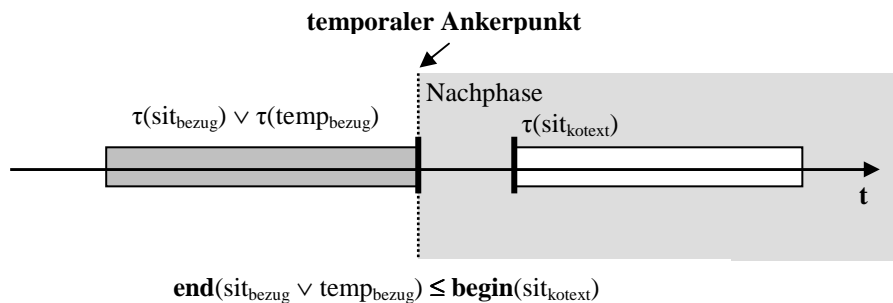 temporaler Ankerpunkt
Nachphase
τ(sit_bezug) ∨ τ(temp_bezug)
τ(sit_kotext)
t
end(sit_bezug ∨ temp_bezug) ≤ begin(sit_kotext)